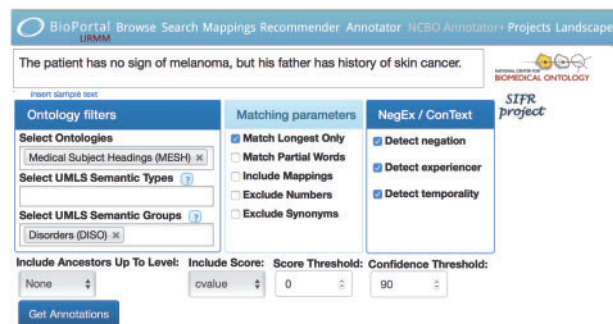 BioPortal Browse Search Mappings Recommender Annotator NCBO Annotator+ Projects Landscape
LIRMM
The patient has no sign of melanoma, but his father has history of skin cancer.
NATIONAL CENTER FOR
BIOMEDICAL ONTOLOGY
insert sample text
SIFR
project
Ontology filters
Select Ontologies
Medical Subject Headings (MESH) ×
Select UMLS Semantic Types ?
Select UMLS Semantic Groups ?
Disorders (DISO) ×
Matching parameters
Match Longest Only
Match Partial Words
Include Mappings
Exclude Numbers
Exclude Synonyms
NegEx / ConText
Detect negation
Detect experiencer
Detect temporality
Include Ancestors Up To Level: Include Score: Score Threshold: Confidence Threshold:
None cvalue 0 90
Get Annotations